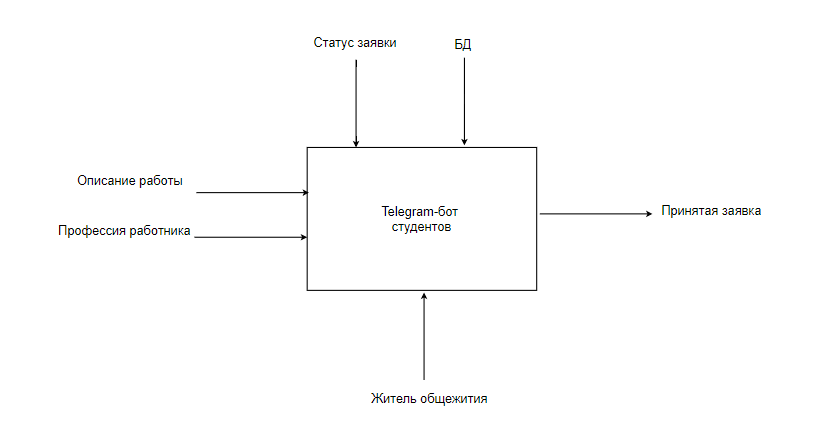 Статус заявки
БД
Описание работы
Профессия работника
Telegram-бот
студентов
Принятая заявка
Житель общежития